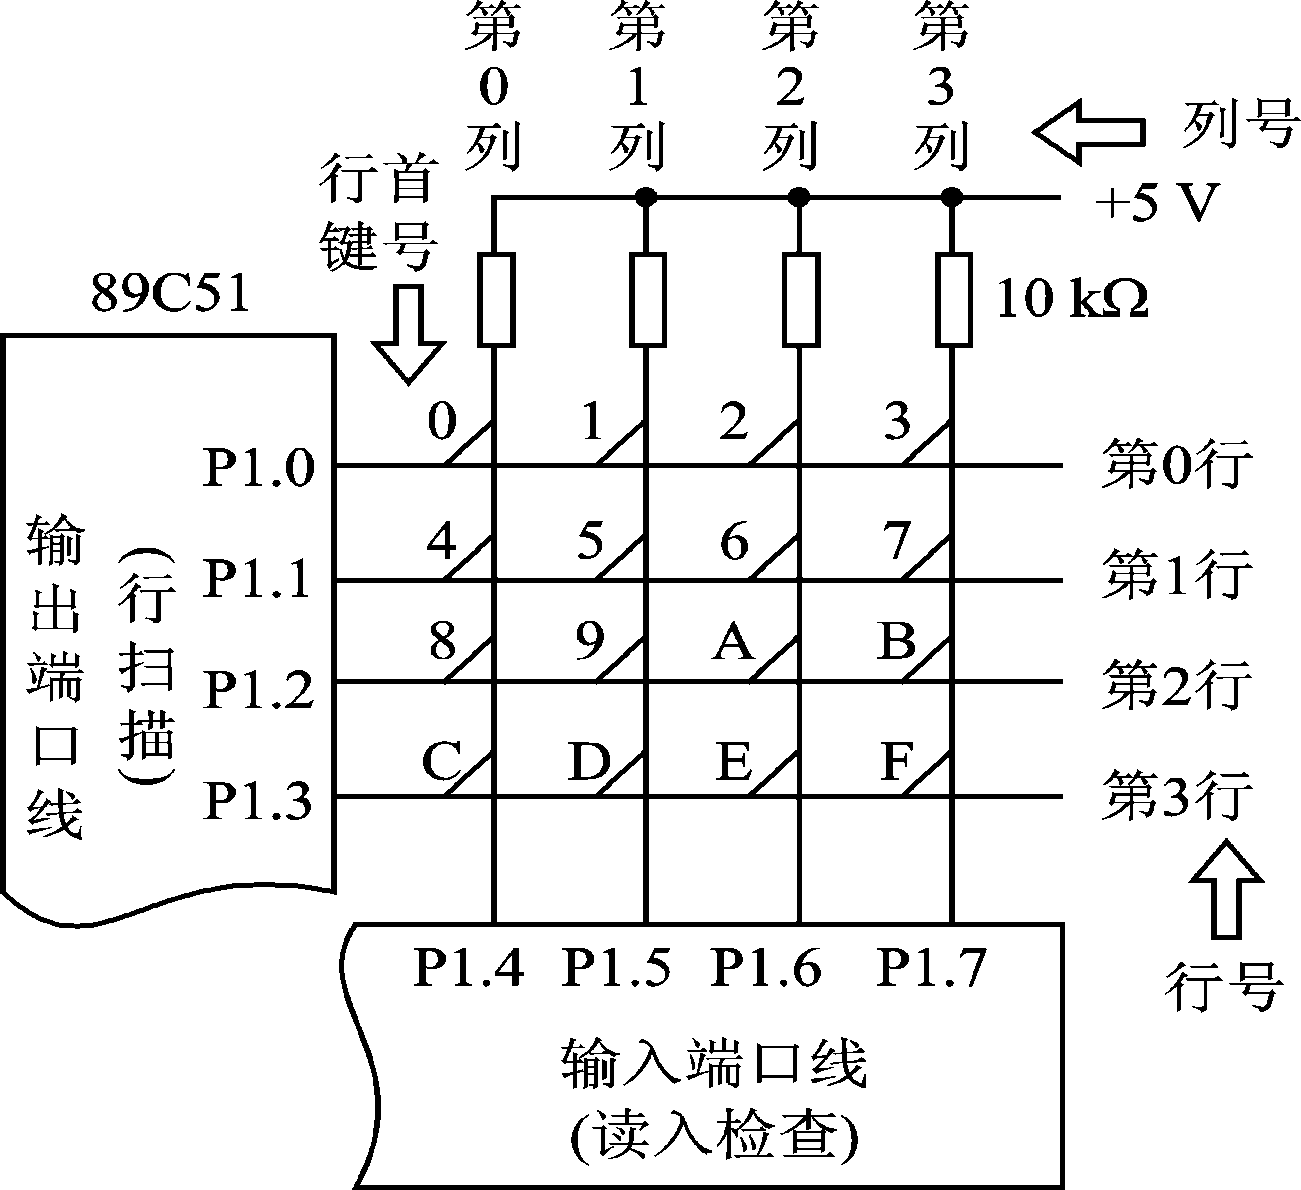 第0列
第1列
第2列
第3列
列号
+5 V
行首
键号
10 kΩ
89C51
0 1 2 3
P1.0
第0行
4 5 6 7
P1.1
第1行
8 9 A B
P1.2
第2行
C D E F
P1.3
第3行
输出端口线
(行扫描)
行号
P1.4 P1.5 P1.6 P1.7
输入端口线
(读入检查)